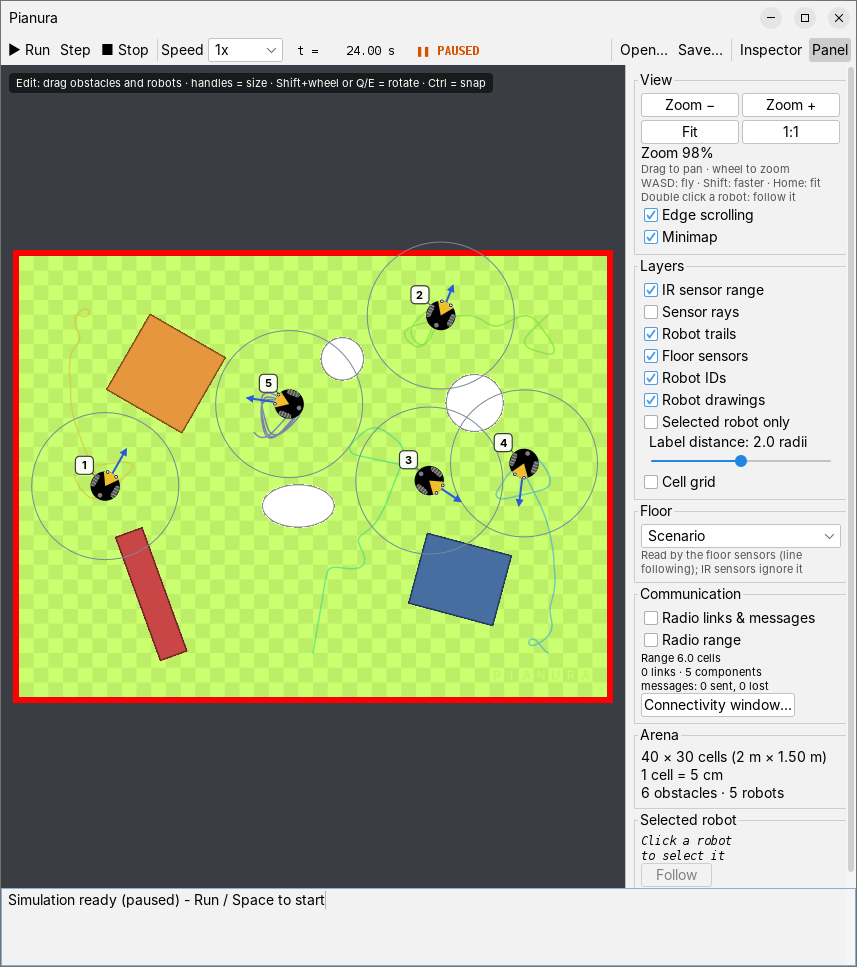 Pianura
Run Step Stop Speed 1x t = 24.00 s PAUSED Open... Save... Inspector Panel
Edit: drag obstacles and robots · handles = size · Shift+wheel or Q/E = rotate · Ctrl = snap
View
Zoom − Zoom +
Fit 1:1
Zoom 98%
Drag to pan · wheel to zoom
WASD: fly · Shift: faster · Home: fit
Double click a robot: follow it
Edge scrolling
Minimap
Layers
IR sensor range
Sensor rays
Robot trails
Floor sensors
Robot IDs
Robot drawings
Selected robot only
Label distance: 2.0 radii
Cell grid
Floor
Scenario
Read by the floor sensors (line
following); IR sensors ignore it
Communication
Radio links & messages
Radio range
Range 6.0 cells
0 links · 5 components
messages: 0 sent, 0 lost
Connectivity window...
Arena
40 × 30 cells (2 m × 1.50 m)
1 cell = 5 cm
6 obstacles · 5 robots
Selected robot
Click a robot
to select it
Follow
2
5
4
3
1
PIANURA
Simulation ready (paused) - Run / Space to start